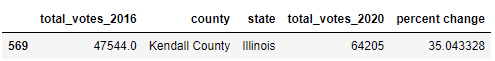 total_votes_2016 county state total_votes_2020 percent change
569 47544.0 Kendall County Illinois 64205 35.043328